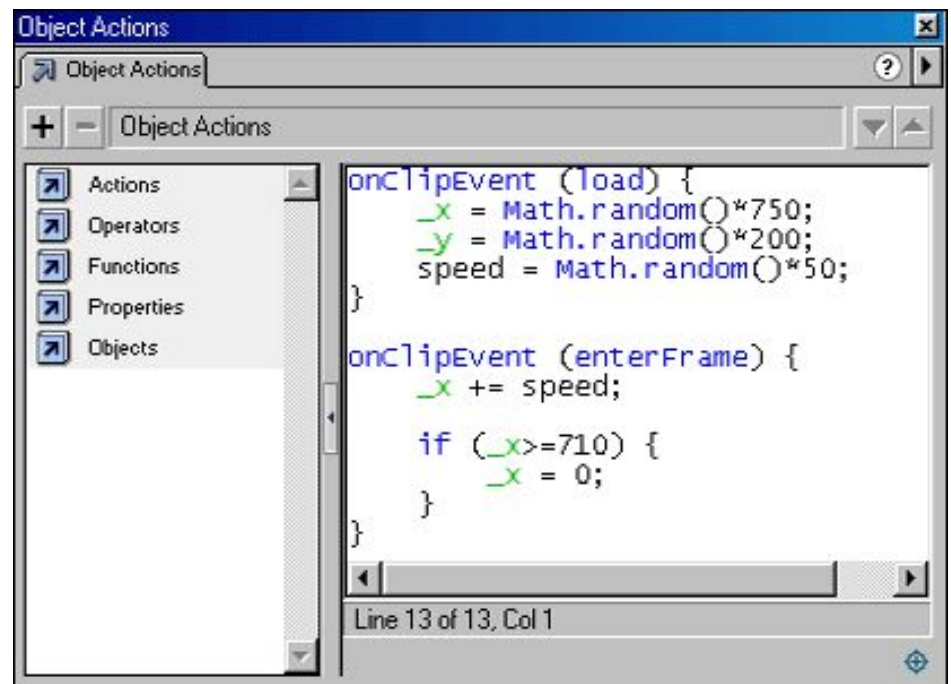 Object Actions
Object Actions
?
+ - Object Actions
Actions
Operators
Functions
Properties
Objects
onClipEvent (load) {
    _x = Math.random()*750;
    _y = Math.random()*200;
    speed = Math.random()*50;
}
onClipEvent (enterFrame) {
    _x += speed;
    if (_x>=710) {
        _x = 0;
    }
}
Line 13 of 13, Col 1